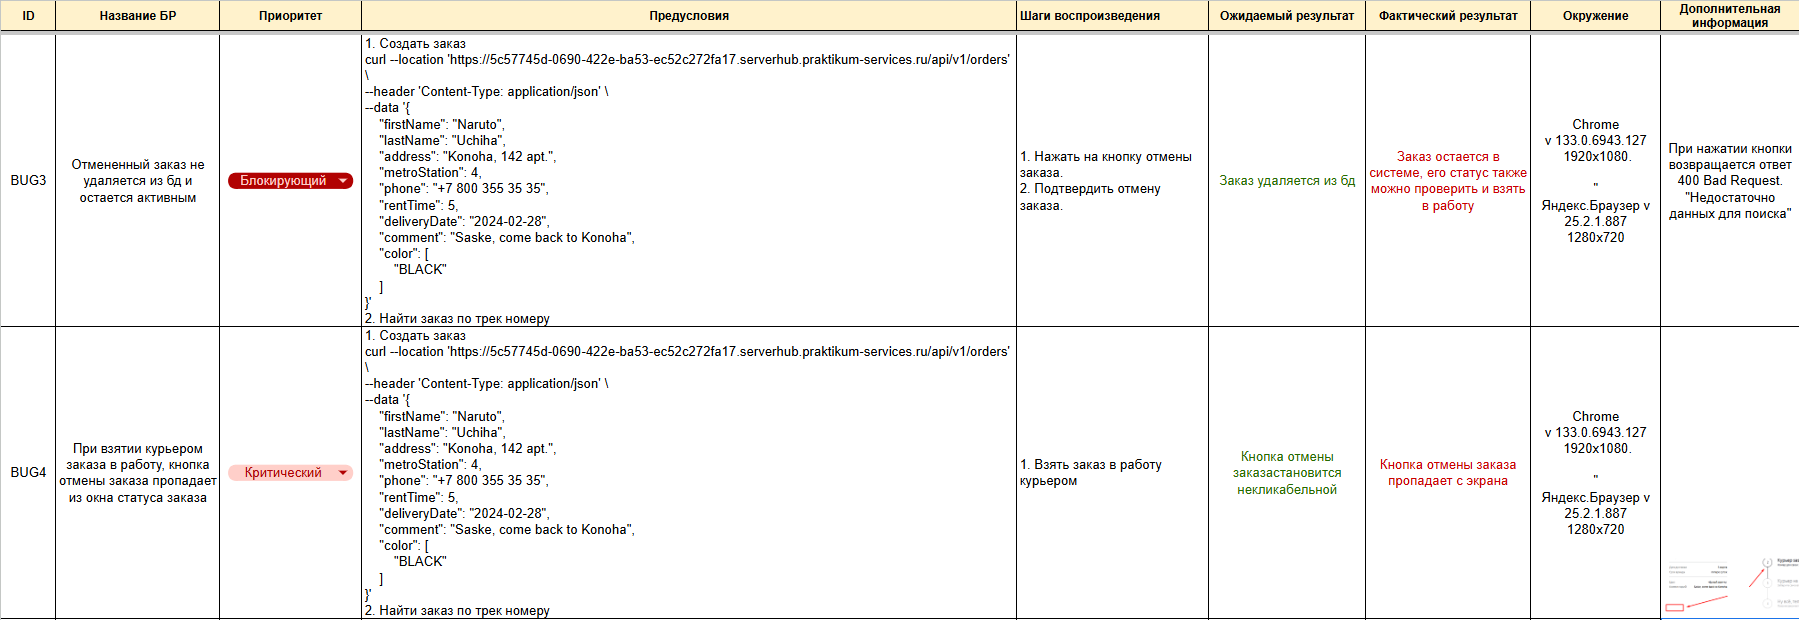 ID
Название БР
Приоритет
Предусловия
Шаги воспроизведения
Ожидаемый результат
Фактический результат
Окружение
Дополнительная
информация
BUG3
Отмененный заказ не
удаляется из бд и
остается активным
Блокирующий
1. Создать заказ
curl --location 'https://5c57745d-0690-422e-ba53-ec52c272fa17.serverhub.praktikum-services.ru/api/v1/orders'
\
--header 'Content-Type: application/json' \
--data '{
"firstName": "Naruto",
"lastName": "Uchiha",
"address": "Konoha, 142 apt.",
"metroStation": 4,
"phone": "+7 800 355 35 35",
"rentTime": 5,
"deliveryDate": "2024-02-28",
"comment": "Saske, come back to Konoha",
"color": [
"BLACK"
]
}'
2. Найти заказ по трек номеру
1. Нажать на кнопку отмены
заказа.
2. Подтвердить отмену
заказа.
Заказ удаляется из бд
Заказ остается в
системе, его статус также
можно проверить и взять
в работу
Chrome
v 133.0.6943.127
1920x1080.
"
Яндекс.Браузер v
25.2.1.887
1280x720
При нажатии кнопки
возвращается ответ
400 Bad Request.
"Недостаточно
данных для поиска"
BUG4
При взятии курьером
заказа в работу, кнопка
отмены заказа пропадает
из окна статуса заказа
Критический
1. Создать заказ
curl --location 'https://5c57745d-0690-422e-ba53-ec52c272fa17.serverhub.praktikum-services.ru/api/v1/orders'
\
--header 'Content-Type: application/json' \
--data '{
"firstName": "Naruto",
"lastName": "Uchiha",
"address": "Konoha, 142 apt.",
"metroStation": 4,
"phone": "+7 800 355 35 35",
"rentTime": 5,
"deliveryDate": "2024-02-28",
"comment": "Saske, come back to Konoha",
"color": [
"BLACK"
]
}'
2. Найти заказ по трек номеру
1. Взять заказ в работу
курьером
Кнопка отмены
заказастановится
некликабельной
Кнопка отмены заказа
пропадает с экрана
Chrome
v 133.0.6943.127
1920x1080.
"
Яндекс.Браузер v
25.2.1.887
1280x720